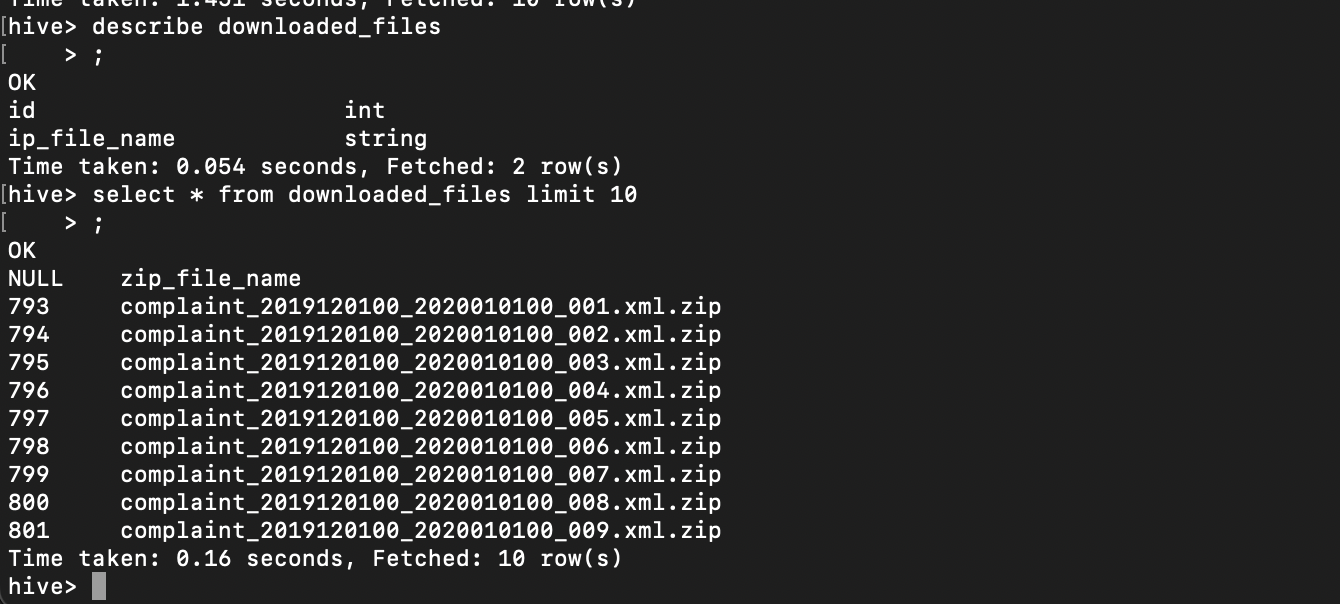 Time taken: 1.451 seconds, Fetched: 10 row(s)
[hive> describe downloaded_files
[    > ;
OK
id                      int
ip_file_name            string
Time taken: 0.054 seconds, Fetched: 2 row(s)
[hive> select * from downloaded_files limit 10
[    > ;
OK
NULL    zip_file_name
793     complaint_2019120100_2020010100_001.xml.zip
794     complaint_2019120100_2020010100_002.xml.zip
795     complaint_2019120100_2020010100_003.xml.zip
796     complaint_2019120100_2020010100_004.xml.zip
797     complaint_2019120100_2020010100_005.xml.zip
798     complaint_2019120100_2020010100_006.xml.zip
799     complaint_2019120100_2020010100_007.xml.zip
800     complaint_2019120100_2020010100_008.xml.zip
801     complaint_2019120100_2020010100_009.xml.zip
Time taken: 0.16 seconds, Fetched: 10 row(s)
hive>